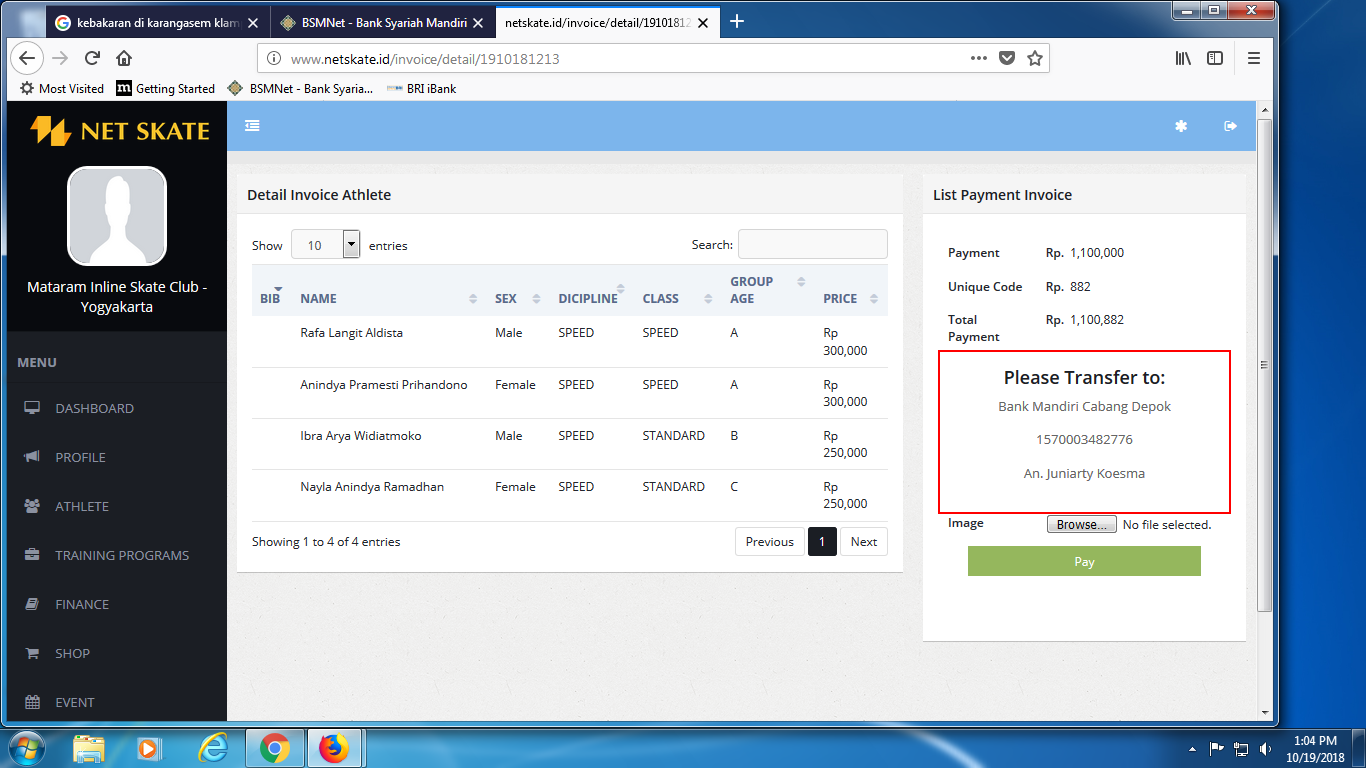 kebakaran di karangasem klam
BSMNet - Bank Syariah Mandiri
netskate.id/invoice/detail/1910181213
www.netskate.id/invoice/detail/1910181213
Most Visited
Getting Started
BSMNet - Bank Syaria...
BRI iBank
NET SKATE
Mataram Inline Skate Club -
Yogyakarta
MENU
DASHBOARD
PROFILE
ATHLETE
TRAINING PROGRAMS
FINANCE
SHOP
EVENT
Detail Invoice Athlete
Show 10 entries
Search:
BIB NAME SEX DICIPLINE CLASS GROUP AGE PRICE
Rafa Langit Aldista Male SPEED SPEED A Rp 300,000
Anindya Pramesti Prihandono Female SPEED SPEED A Rp 300,000
Ibra Arya Widiatmoko Male SPEED STANDARD B Rp 250,000
Nayla Anindya Ramadhan Female SPEED STANDARD C Rp 250,000
Showing 1 to 4 of 4 entries
Previous 1 Next
List Payment Invoice
Payment Rp. 1,100,000
Unique Code Rp. 882
Total Payment Rp. 1,100,882
Please Transfer to:
Bank Mandiri Cabang Depok
1570003482776
An. Juniarty Koesma
Image Browse... No file selected.
Pay
1:04 PM
10/19/2018